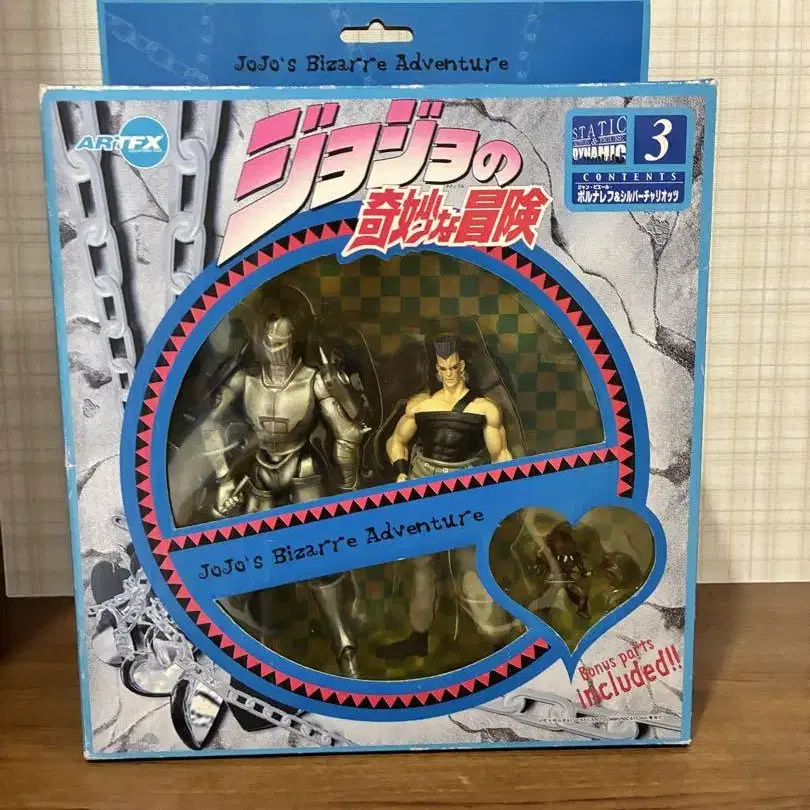 JoJo's Bizarre Adventure
ARTFX
ジョジョの
奇妙な冒険
STATIC
DYNAMIC
3
CONTENTS
ジャン・ピエール・
ポルナレフ&シルバーチャリオッツ
JoJo's Bizarre Adventure
Bonus parts
included!!